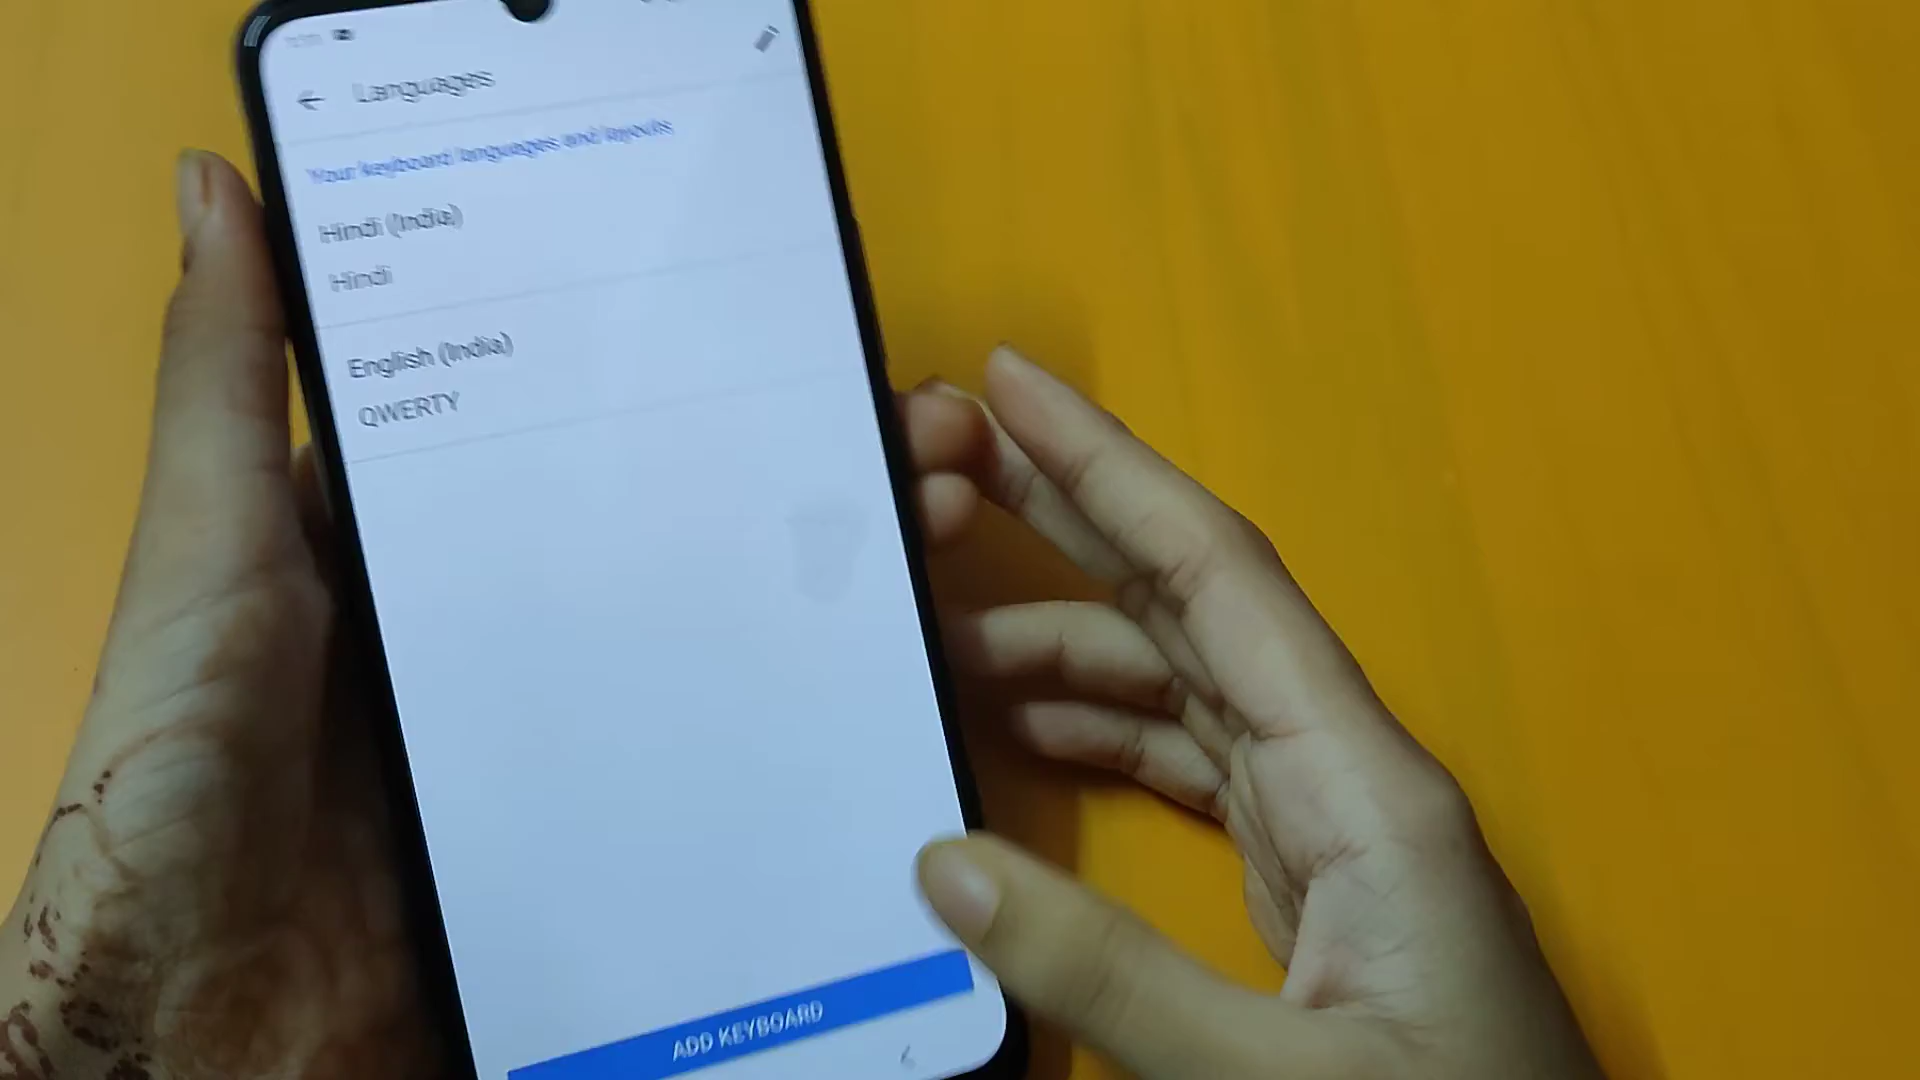 Languages
Your keyboard languages and layouts
Hindi (India)
Hindi
English (India)
QWERTY
ADD KEYBOARD